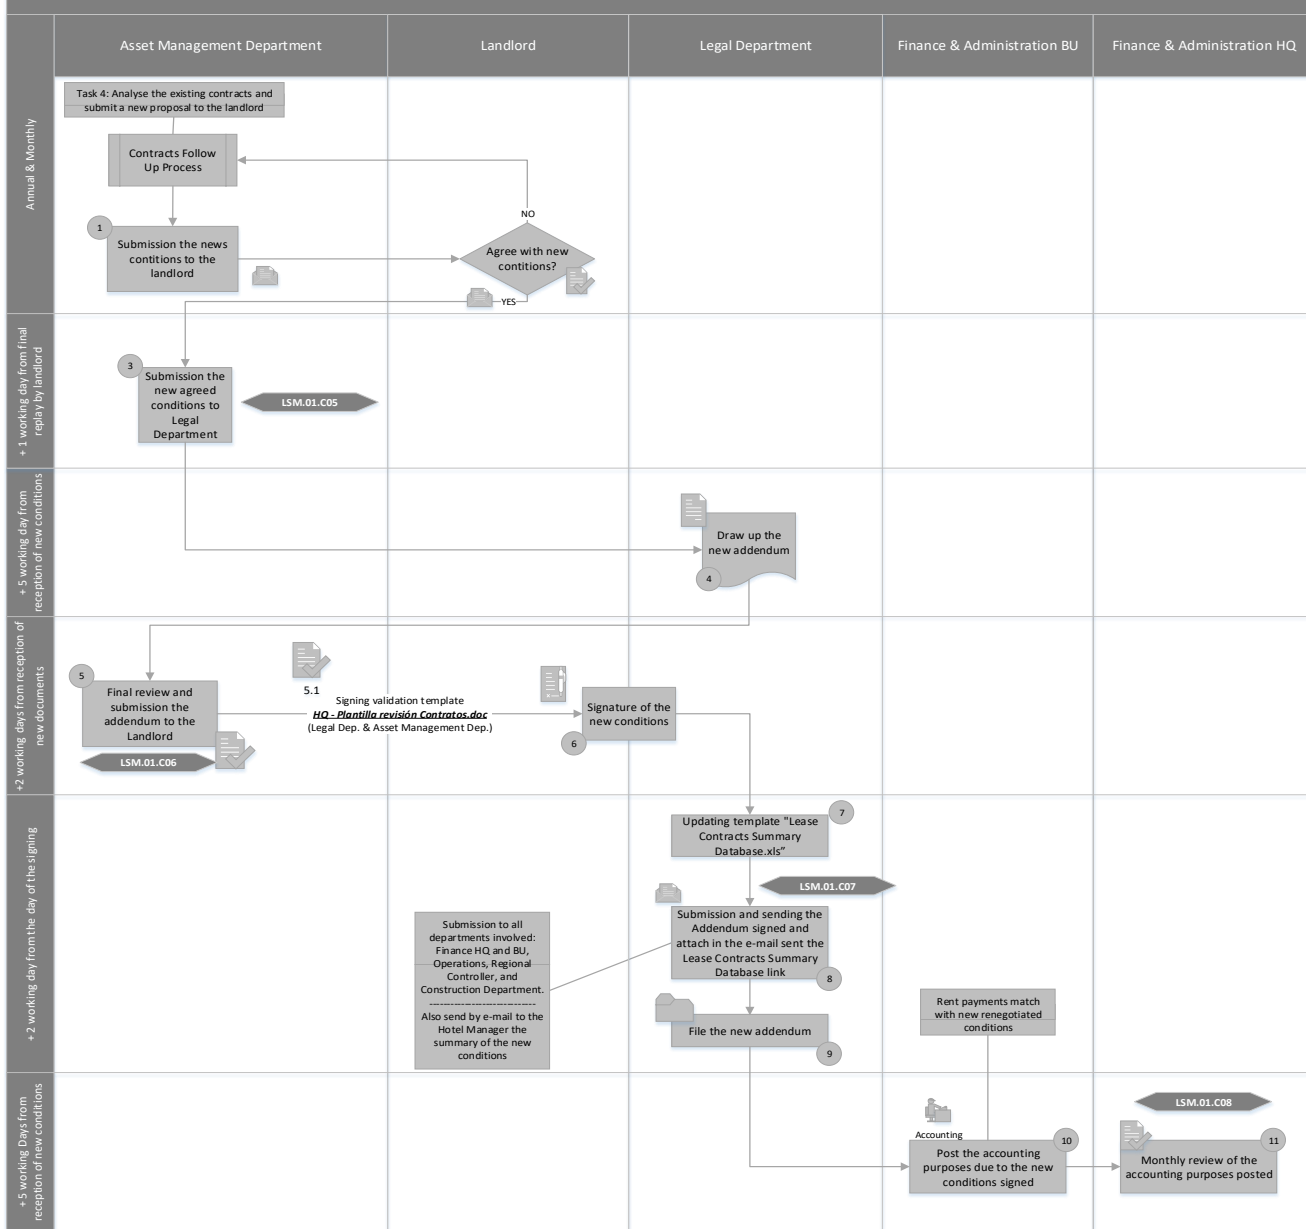 Asset Management Department
Landlord
Legal Department
Finance & Administration BU
Finance & Administration HQ
Annual & Monthly
Task 4: Analyse the existing contracts and
submit a new proposal to the landlord
Contracts Follow
Up Process
1
Submission the news
contitions to the
landlord
NO
Agree with new
contitions?
YES
+ 1 working day from final
replay by landlord
3
Submission the
new agreed
conditions to
Legal
Department
LSM.01.C05
+ 5 working day from
reception of new conditions
Draw up the
new addendum
4
+2 working days from reception of
new documents
5
Final review and
submission the
addendum to the
Landlord
LSM.01.C06
5.1
Signing validation template
HQ - Plantilla revisión Contratos.doc
(Legal Dep. & Asset Management Dep.)
Signature of the
new conditions
6
+ 2 working day from the day of the signing
7
Updating template "Lease
Contracts Summary
Database.xls”
LSM.01.C07
Submission and sending the
Addendum signed and
attach in the e-mail sent the
Lease Contracts Summary
Database link
8
Submission to all
departments involved:
Finance HQ and BU,
Operations, Regional
Controller, and
Construction Department.
------------------------------
Also send by e-mail to the
Hotel Manager the
summary of the new
conditions
File the new addendum
9
Rent payments match
with new renegotiated
conditions
+ 5 working Days from
reception of new conditions
Accounting
10
Post the accounting
purposes due to the new
conditions signed
LSM.01.C08
11
Monthly review of the
accounting purposes posted